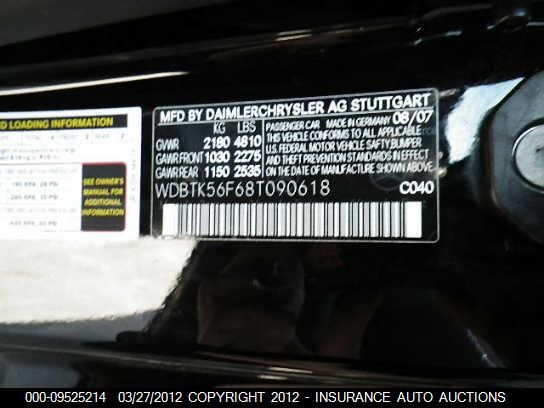 D LOADING INFORMATION
SEE OWNER'S
MANUAL FOR
ADDITIONAL
INFORMATION
MFD BY DAIMLERCHRYSLER AG STUTTGART
KG LBS
PASSENGER CAR MADE IN GERMANY 08/07
GVWR 2180 4810
GAWR FRONT 1030 2275
GAWR REAR 1150 2535
THIS VEHICLE CONFORMS TO ALL APPLICABLE
U.S. FEDERAL MOTOR VEHICLE SAFETY, BUMPER,
AND THEFT PREVENTION STANDARDS IN EFFECT ON THE
DATE OF MANUFACTURE SHOWN ABOVE.
WDBTK56F68T090618 C040
000-09525214 03/27/2012 COPYRIGHT 2012 - INSURANCE AUTO AUCTIONS